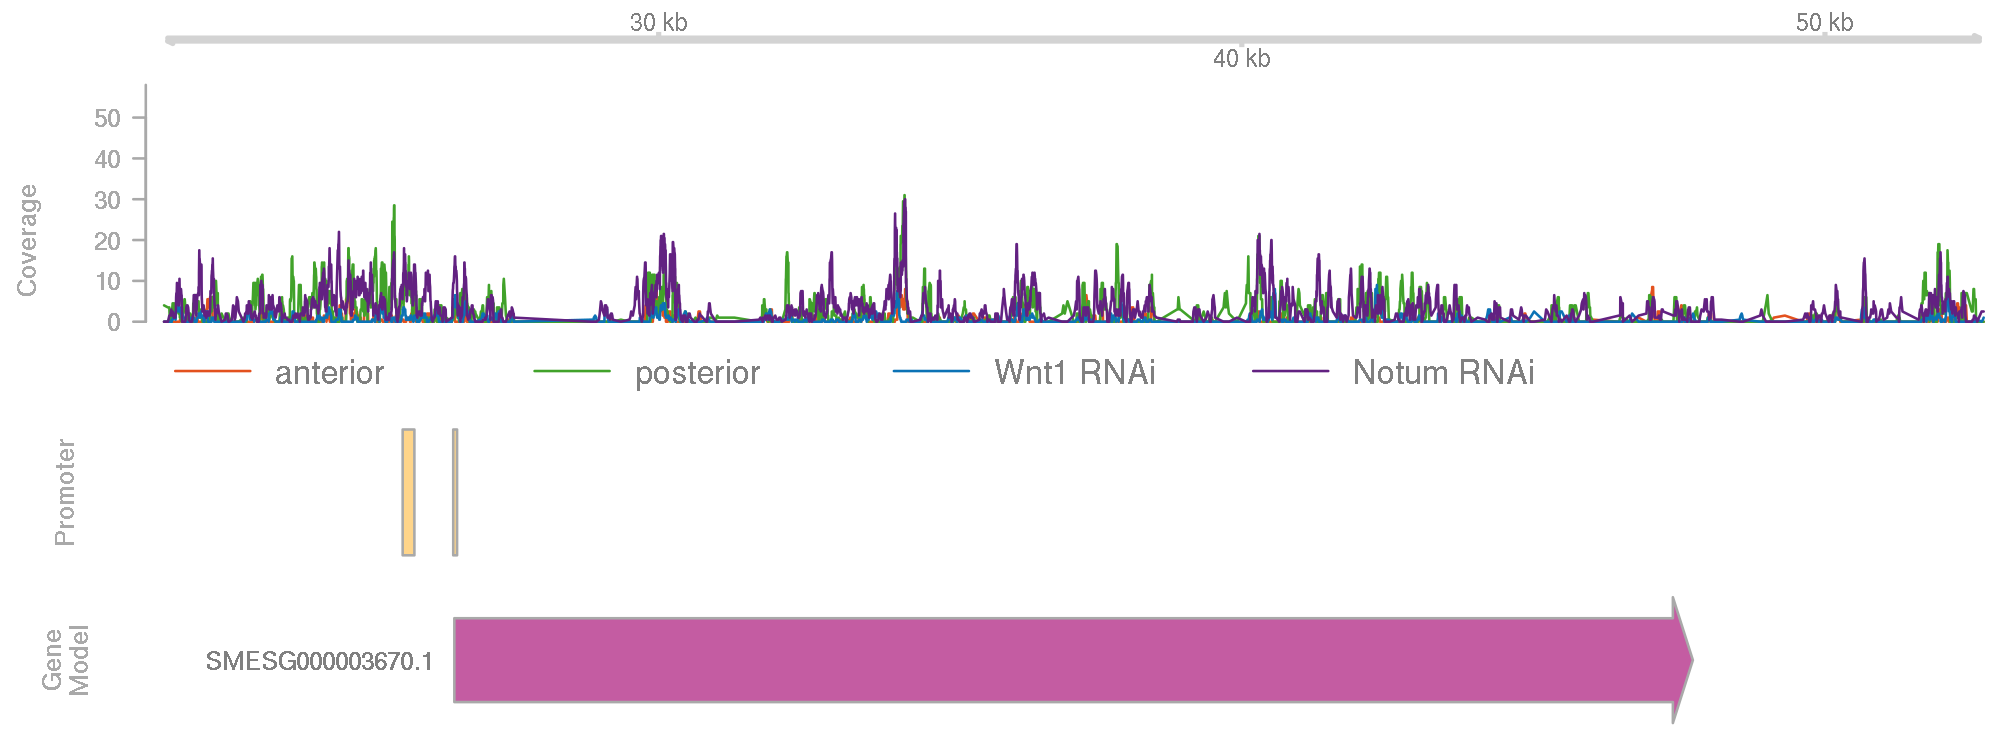 30 kb
50 kb
40 kb
Coverage
50
40
30
20
10
0
anterior
posterior
Wnt1 RNAi
Notum RNAi
Promoter
Gene
Model
SMESG000003670.1